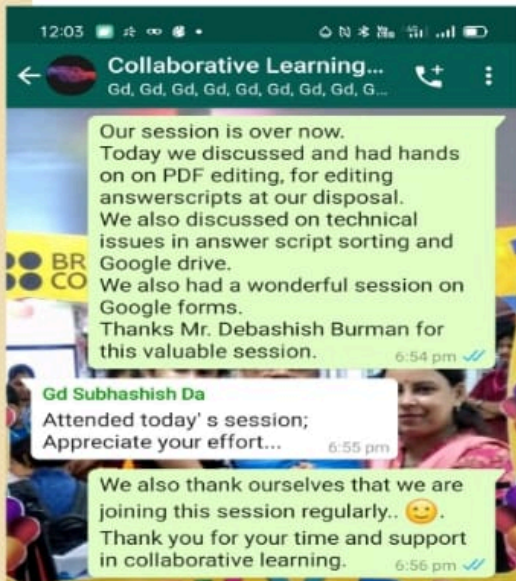 12:03
Collaborative Learning...
Gd, Gd, Gd, Gd, Gd, Gd, Gd, Gd, G...
Our session is over now.
Today we discussed and had hands
on on PDF editing, for editing
answerscripts at our disposal.
We also discussed on technical
issues in answer script sorting and
Google drive.
We also had a wonderful session on
Google forms.
Thanks Mr. Debashish Burman for
this valuable session.
6:54 pm
BR
CO
Gd Subhashish Da
Attended today' s session;
Appreciate your effort...
6:55 pm
We also thank ourselves that we are
joining this session regularly.. 🙂.
Thank you for your time and support
in collaborative learning.
6:56 pm